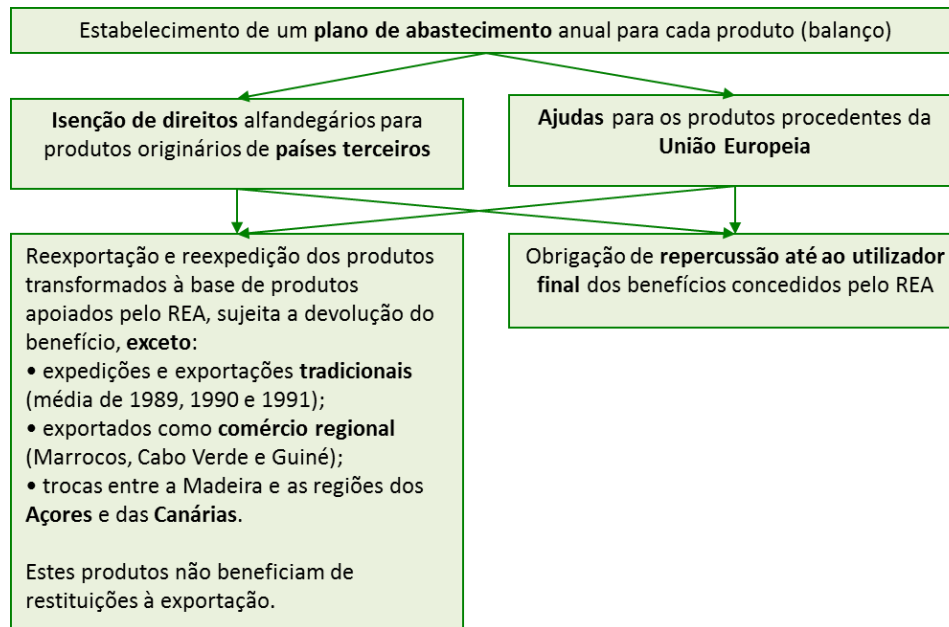 Estabelecimento de um plano de abastecimento anual para cada produto (balanço)
Isenção de direitos alfandegários para
produtos originários de países terceiros
Ajudas para os produtos procedentes da
União Europeia
Reexportação e reexpedição dos produtos
transformados à base de produtos
apoiados pelo REA, sujeita a devolução do
benefício, exceto:
• expedições e exportações tradicionais
(média de 1989, 1990 e 1991);
• exportados como comércio regional
(Marrocos, Cabo Verde e Guiné);
• trocas entre a Madeira e as regiões dos
Açores e das Canárias.
Estes produtos não beneficiam de
restituições à exportação.
Obrigação de repercussão até ao utilizador
final dos benefícios concedidos pelo REA